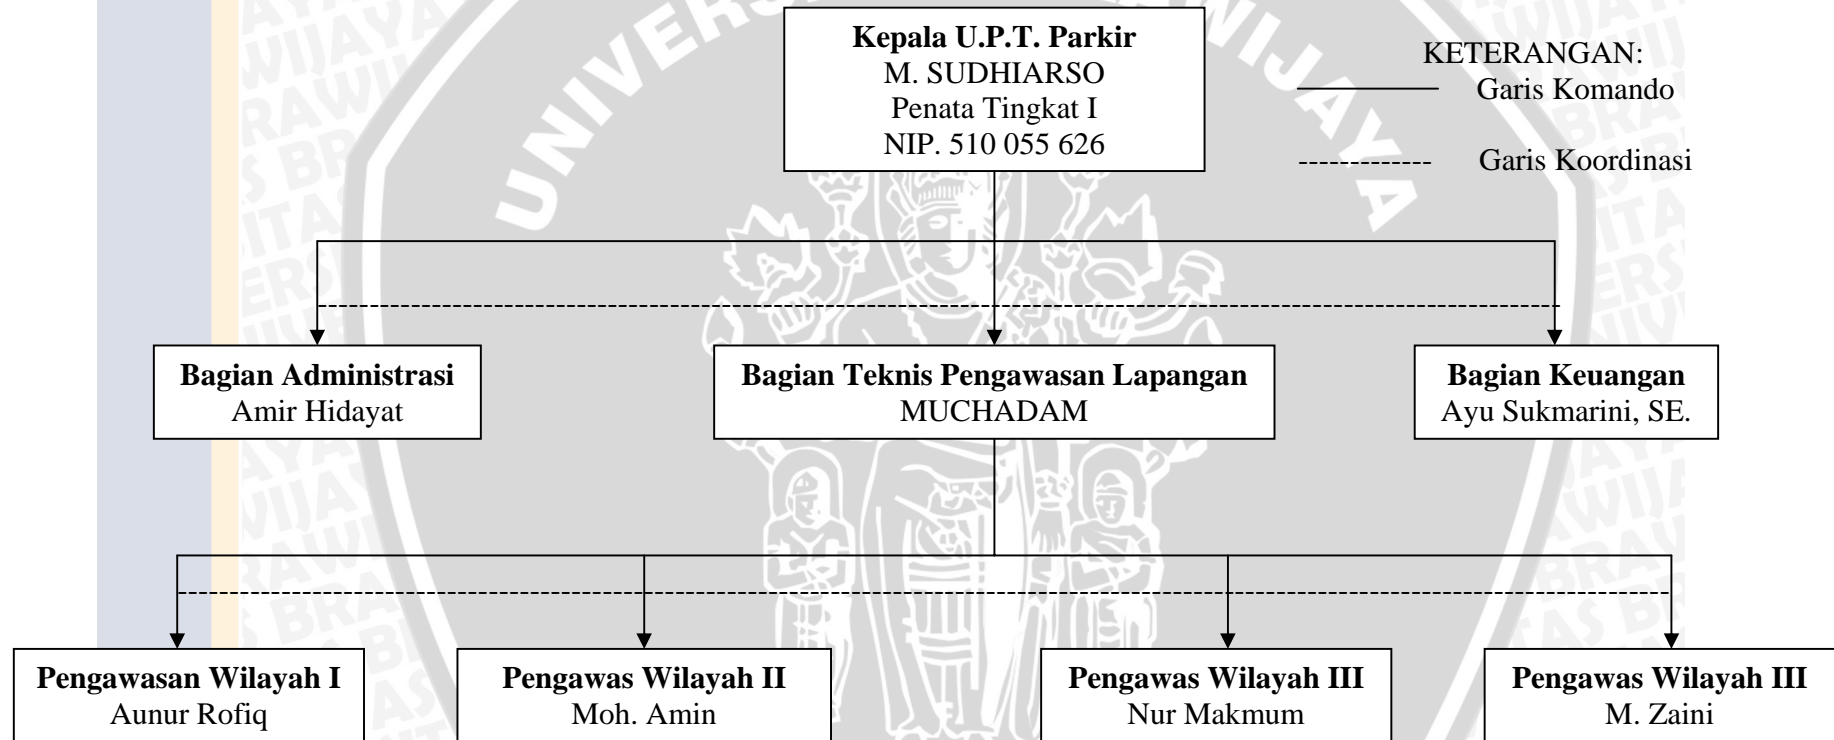 Kepala U.P.T. Parkir
M. SUDHIARSO
Penata Tingkat I
NIP. 510 055 626
KETERANGAN:
Garis Komando
Garis Koordinasi
Bagian Administrasi
Amir Hidayat
Bagian Teknis Pengawasan Lapangan
MUCHADAM
Bagian Keuangan
Ayu Sukmarini, SE.
Pengawasan Wilayah I
Aunur Rofiq
Pengawas Wilayah II
Moh. Amin
Pengawas Wilayah III
Nur Makmum
Pengawas Wilayah III
M. Zaini